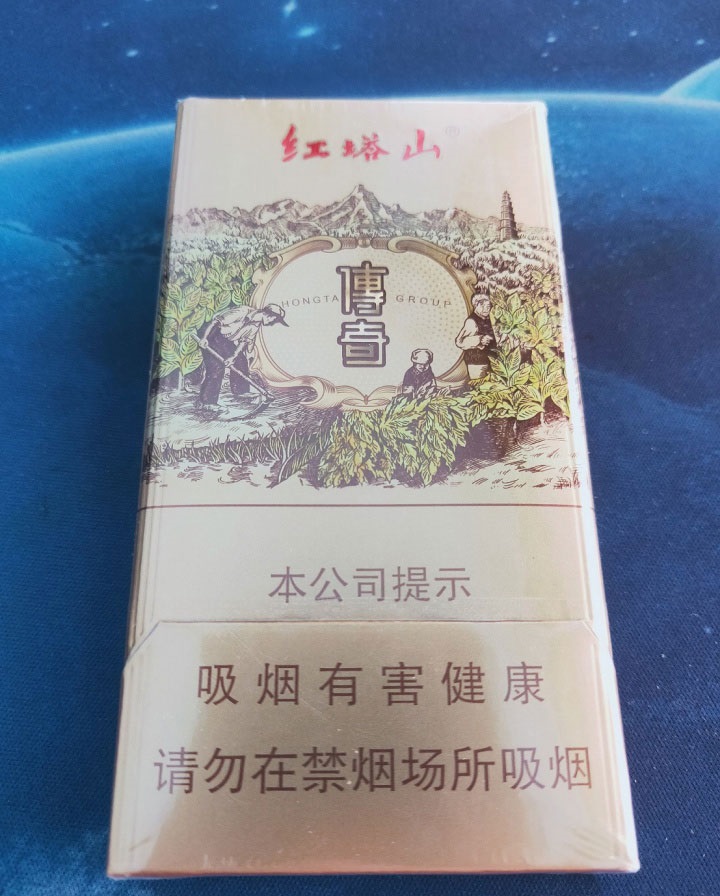 红塔山®
傳奇
HONGTA GROUP
本公司提示
吸烟有害健康
请勿在禁烟场所吸烟